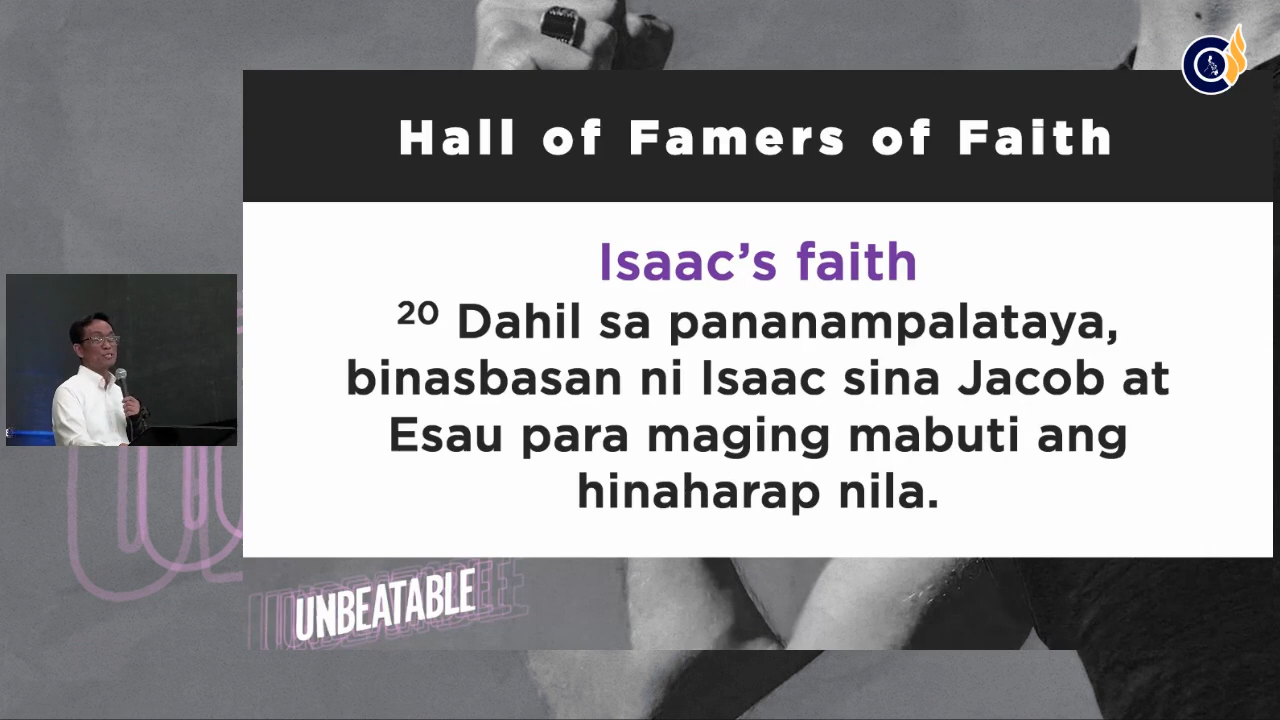 Hall of Famers of Faith
Isaac’s faith
²⁰ Dahil sa pananampalataya,
binasbasan ni Isaac sina Jacob at
Esau para maging mabuti ang
hinaharap nila.
UNBEATABLE